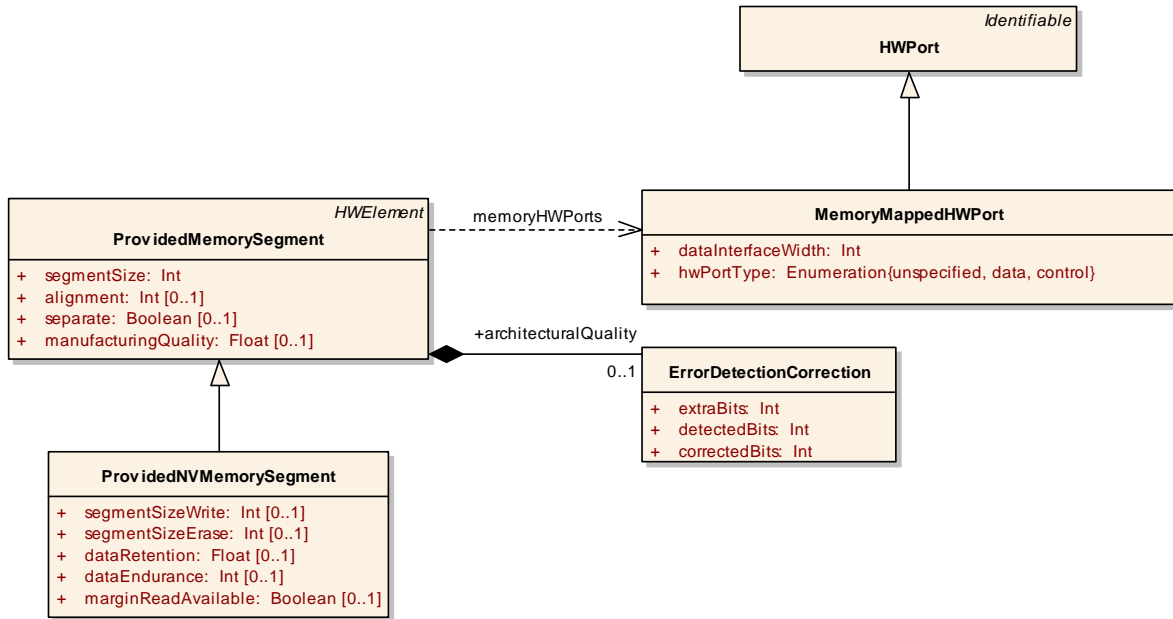 Identifiable
HWPort
HWElement
ProvidedMemorySegment
+ segmentSize: Int
+ alignment: Int [0..1]
+ separate: Boolean [0..1]
+ manufacturingQuality: Float [0..1]
memoryHWPorts
MemoryMappedHWPort
+ dataInterfaceWidth: Int
+ hwPortType: Enumeration{unspecified, data, control}
+architecturalQuality
0..1
ErrorDetectionCorrection
+ extraBits: Int
+ detectedBits: Int
+ correctedBits: Int
ProvidedNVMemorySegment
+ segmentSizeWrite: Int [0..1]
+ segmentSizeErase: Int [0..1]
+ dataRetention: Float [0..1]
+ dataEndurance: Int [0..1]
+ marginReadAvailable: Boolean [0..1]